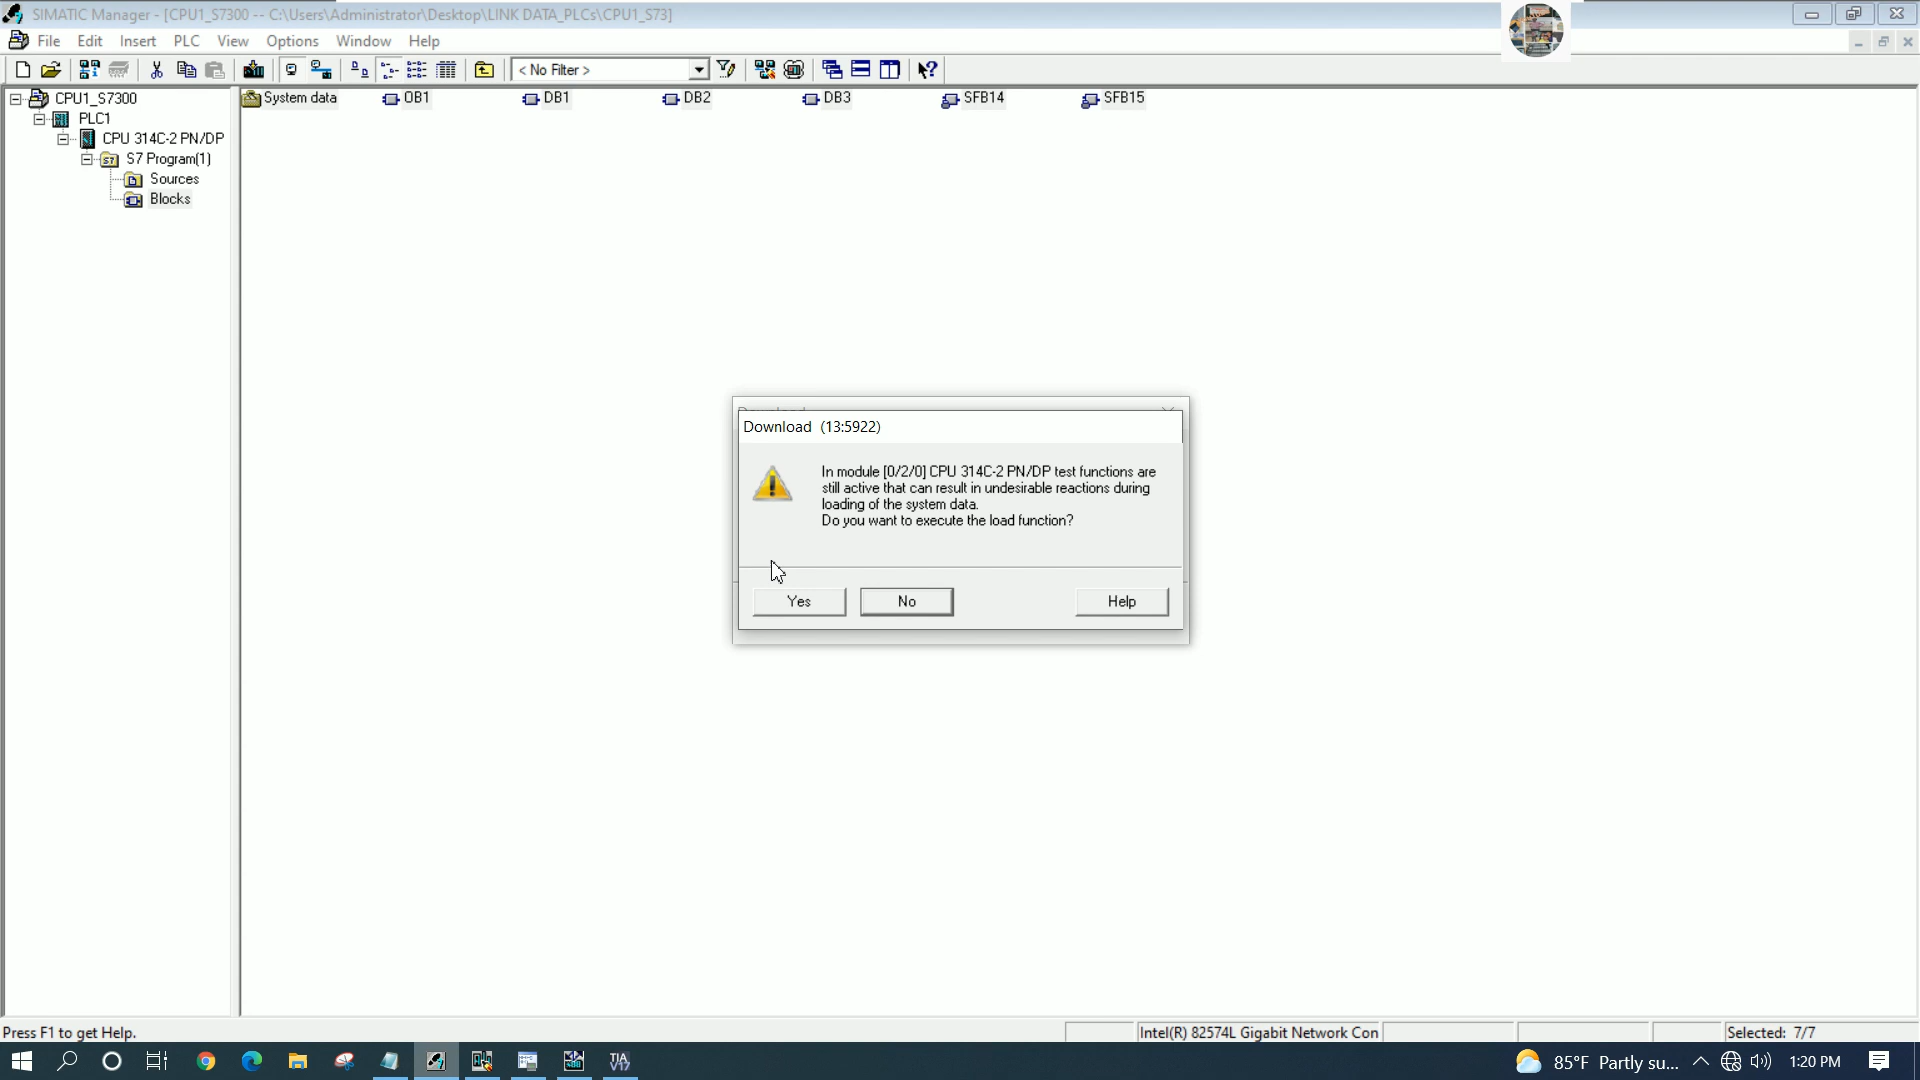 SIMATIC Manager - [CPU1_S7300 -- C:\Users\Administrator\Desktop\LINK DATA_PLCs\CPU1_S73]
File Edit Insert PLC View Options Window Help
< No Filter >
CPU1_S7300
PLC1
CPU 314C-2 PN/DP
S7 Program(1)
Sources
Blocks
System data OB1 DB1 DB2 DB3 SFB14 SFB15
Download (13:5922)
In module [0/2/0] CPU 314C-2 PN/DP test functions are
still active that can result in undesirable reactions during
loading of the system data.
Do you want to execute the load function?
Yes No Help
Press F1 to get Help.
Intel(R) 82574L Gigabit Network Con
Selected: 7/7
TIA
V17
85°F Partly su...
1:20 PM